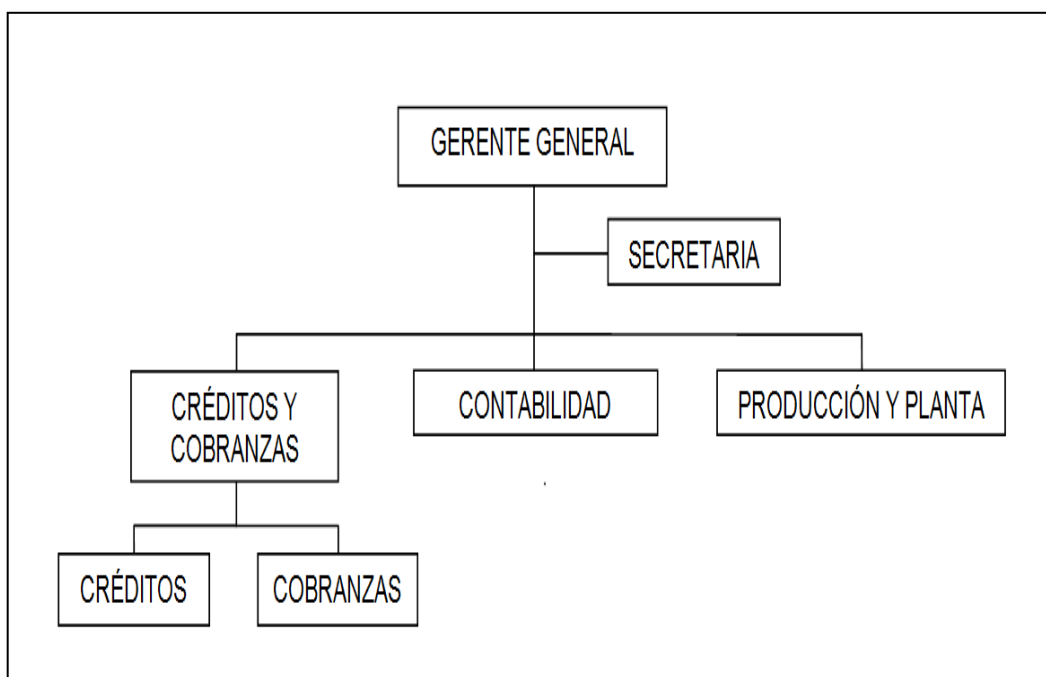 GERENTE GENERAL
SECRETARIA
CRÉDITOS Y
COBRANZAS
CONTABILIDAD
PRODUCCIÓN Y PLANTA
CRÉDITOS
COBRANZAS